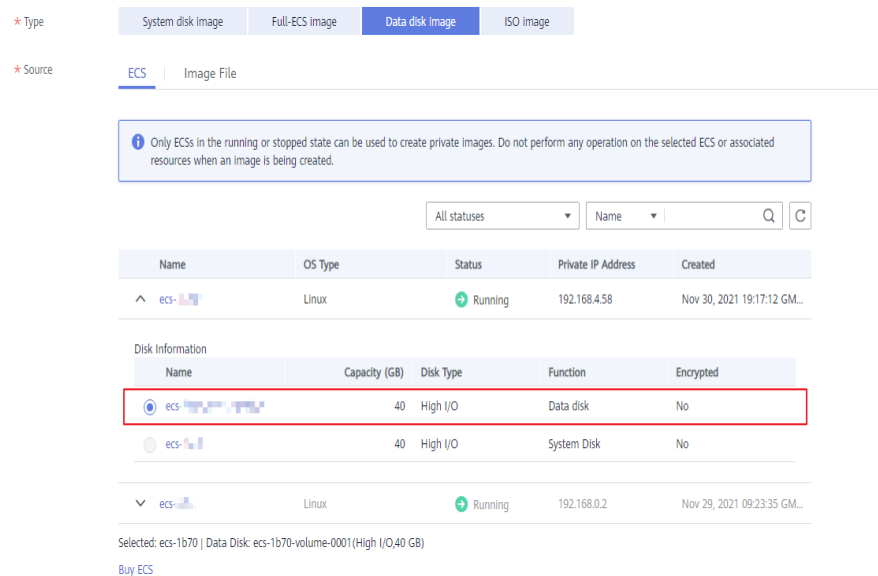 * Type System disk image Full-ECS image Data disk image ISO image
* Source ECS Image File
Only ECSs in the running or stopped state can be used to create private images. Do not perform any operation on the selected ECS or associated
resources when an image is being created.
All statuses Name
Name OS Type Status Private IP Address Created
ecs- Linux Running 192.168.4.58 Nov 30, 2021 19:17:12 GM...
Disk Information
Name Capacity (GB) Disk Type Function Encrypted
ecs- 40 High I/O Data disk No
ecs- 40 High I/O System Disk No
ecs- Linux Running 192.168.0.2 Nov 29, 2021 09:23:35 GM...
Selected: ecs-1b70 | Data Disk: ecs-1b70-volume-0001(High I/O,40 GB)
Buy ECS